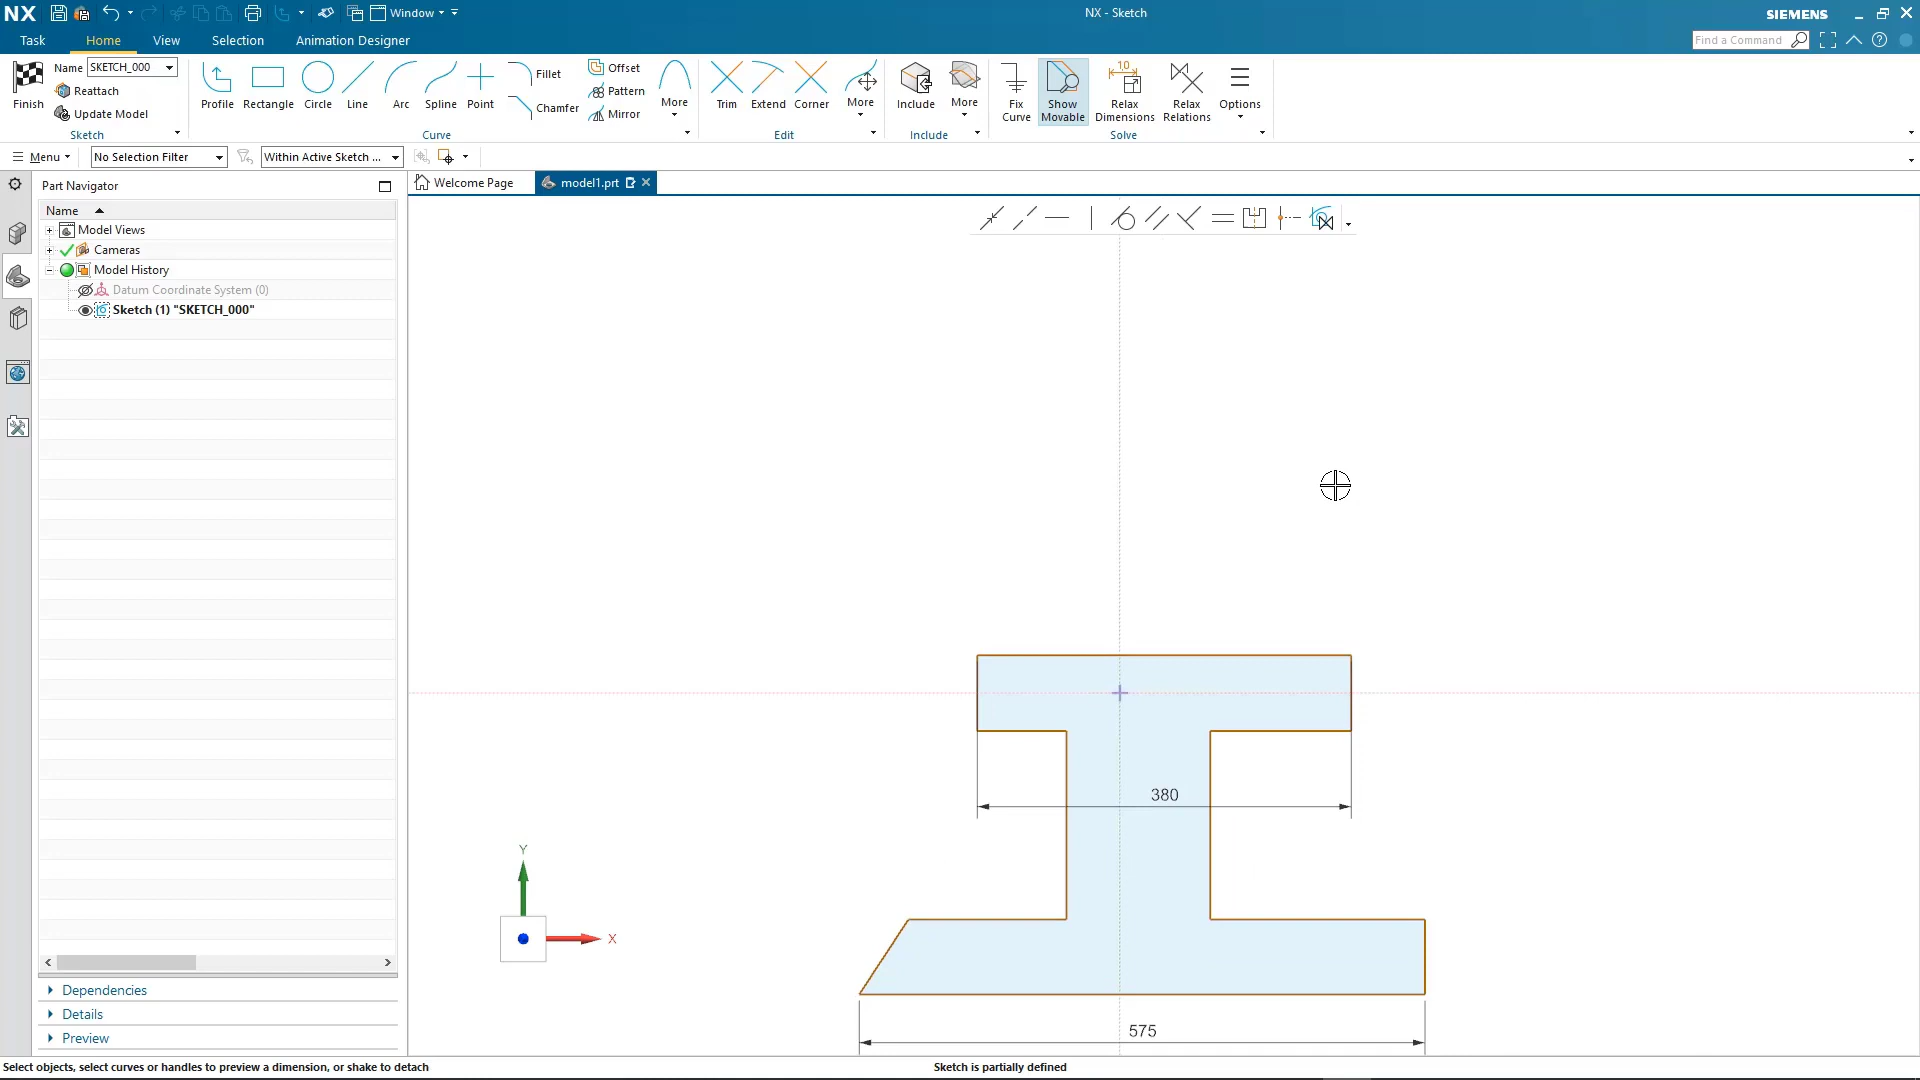 NX
Window
NX - Sketch
SIEMENS
Task
Home
View
Selection
Animation Designer
Find a Command
Finish
Name
SKETCH_000
Reattach
Update Model
Sketch
Profile
Rectangle
Circle
Line
Arc
Spline
Point
Fillet
Chamfer
Offset
Pattern
Mirror
More
Curve
Trim
Extend
Corner
More
Edit
Include
More
Include
Fix
Curve
Show
Movable
1,0
Relax
Dimensions
Relax
Relations
Options
Solve
Menu
No Selection Filter
Within Active Sketch ...
Part Navigator
Welcome Page
model1.prt
Name
Model Views
Cameras
Model History
Datum Coordinate System (0)
Sketch (1) "SKETCH_000"
380
575
Y
X
Dependencies
Details
Preview
Select objects, select curves or handles to preview a dimension, or shake to detach
Sketch is partially defined